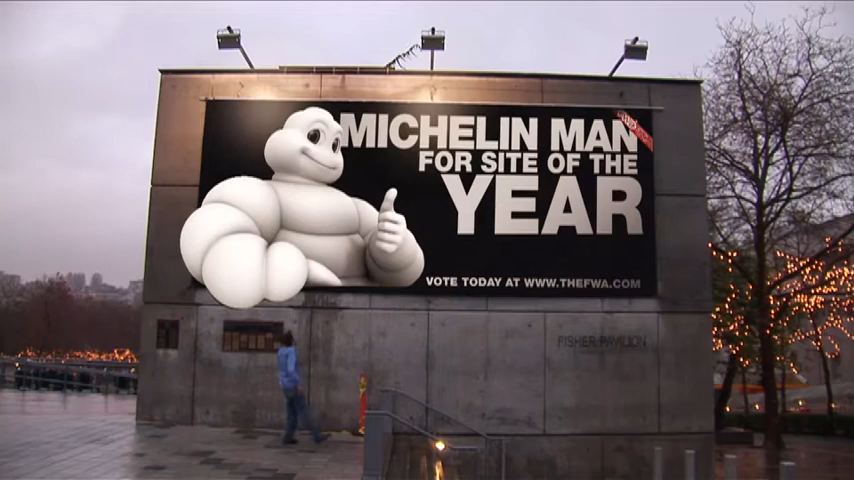 MICHELIN MAN
FOR SITE OF THE
YEAR
VOTE TODAY AT WWW.THEFWA.COM
FISHER PAVILION